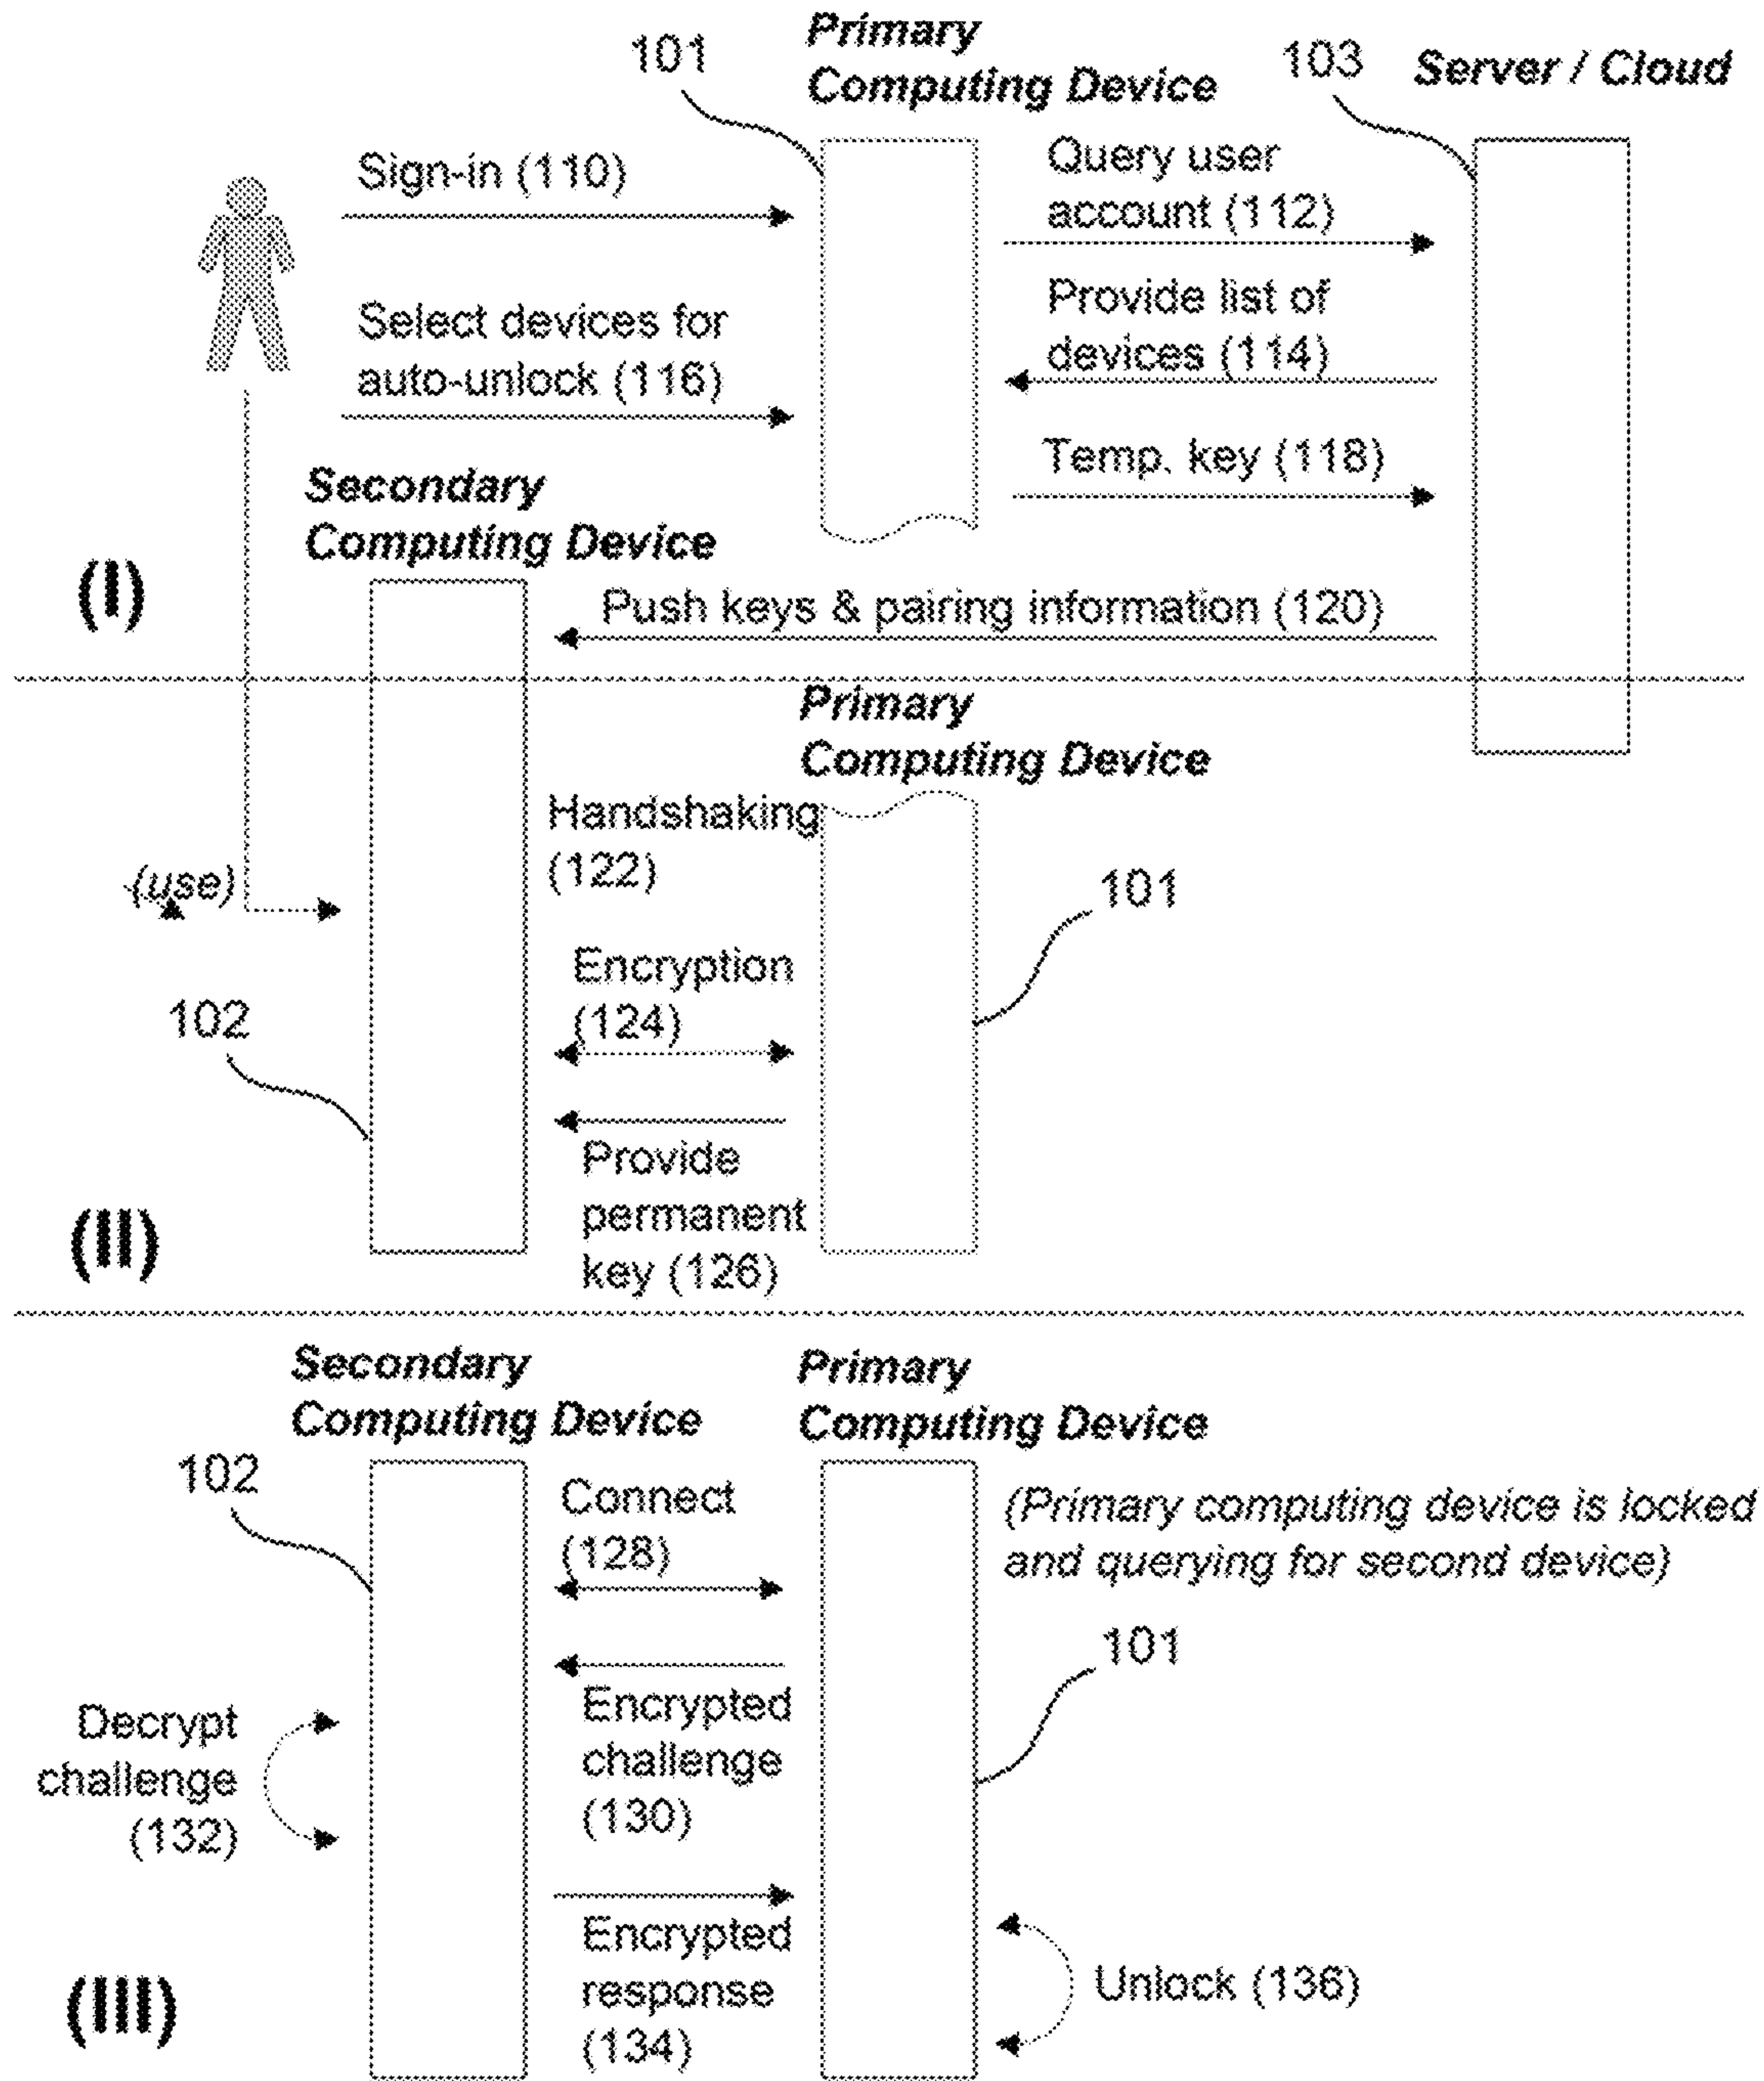 Primary
Computing Device
101
103
Server / Cloud
Sign-in (110)
Query user
account (112)
Select devices for
auto-unlock (116)
Provide list of
devices (114)
Temp. key (118)
Secondary
Computing Device
(I)
Push keys & pairing information (120)
Primary
Computing Device
Handshaking
(122)
(use)
101
Encryption
(124)
102
Provide
permanent
key (126)
(II)
Secondary
Computing Device
Primary
Computing Device
102
Connect
(128)
(Primary computing device is locked
and querying for second device)
101
Encrypted
challenge
(130)
Decrypt
challenge
(132)
Encrypted
response
(134)
Unlock (136)
(III)